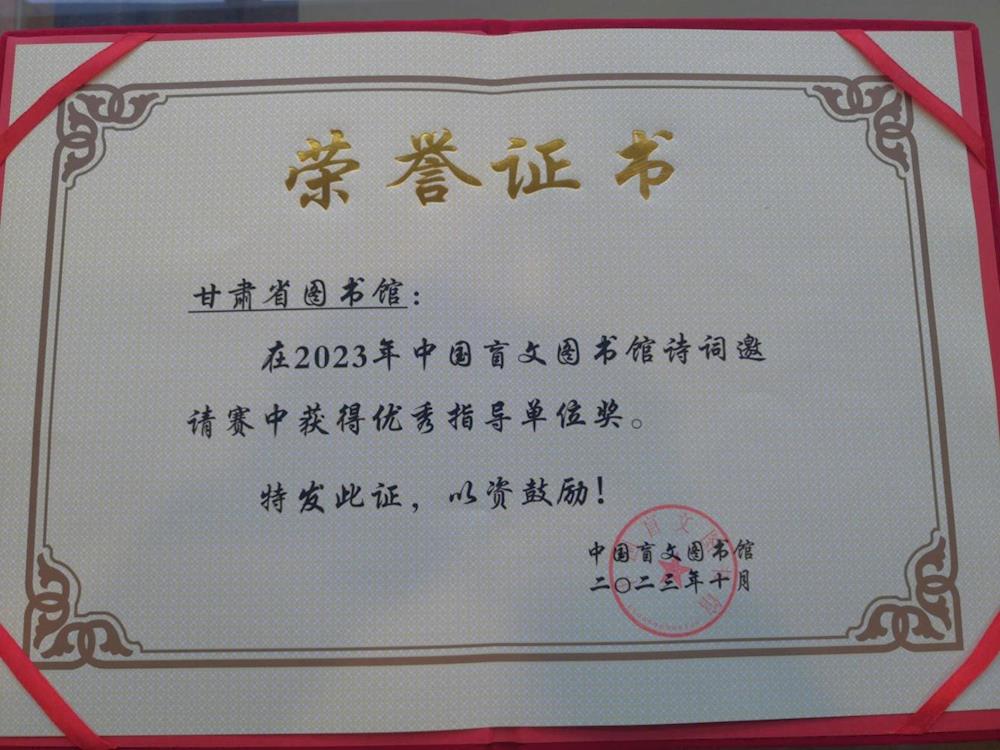 荣誉证书
甘肃省图书馆：
在2023年中国盲文图书馆诗词邀
请赛中获得优秀指导单位奖。
特发此证，以资鼓励！
中国盲文图书馆
二〇二三年十月